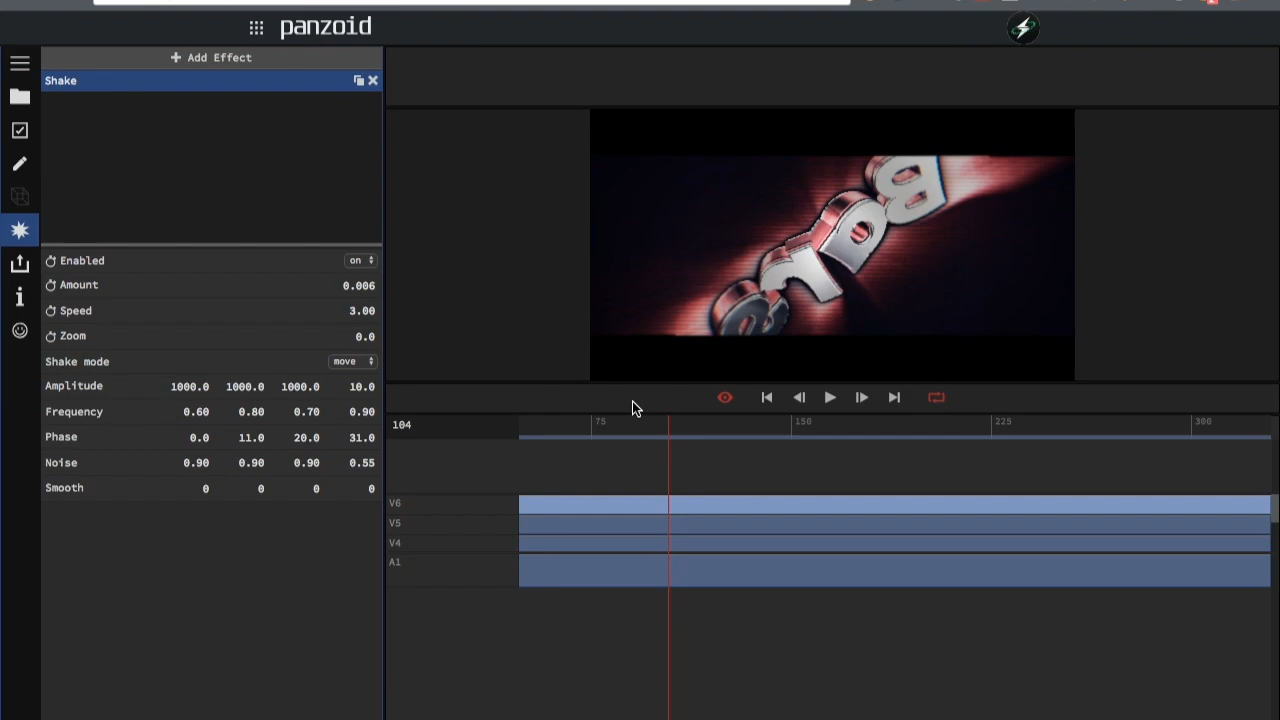 panzoid
Add Effect
Shake
Enabled on
Amount 0.006
Speed 3.00
Zoom 0.0
Shake mode move
Amplitude 1000.0 1000.0 1000.0 10.0
Frequency 0.60 0.80 0.70 0.90
Phase 0.0 11.0 20.0 31.0
Noise 0.90 0.90 0.90 0.55
Smooth 0 0 0 0
104 75 150 225 300
V6
V5
V4
A1